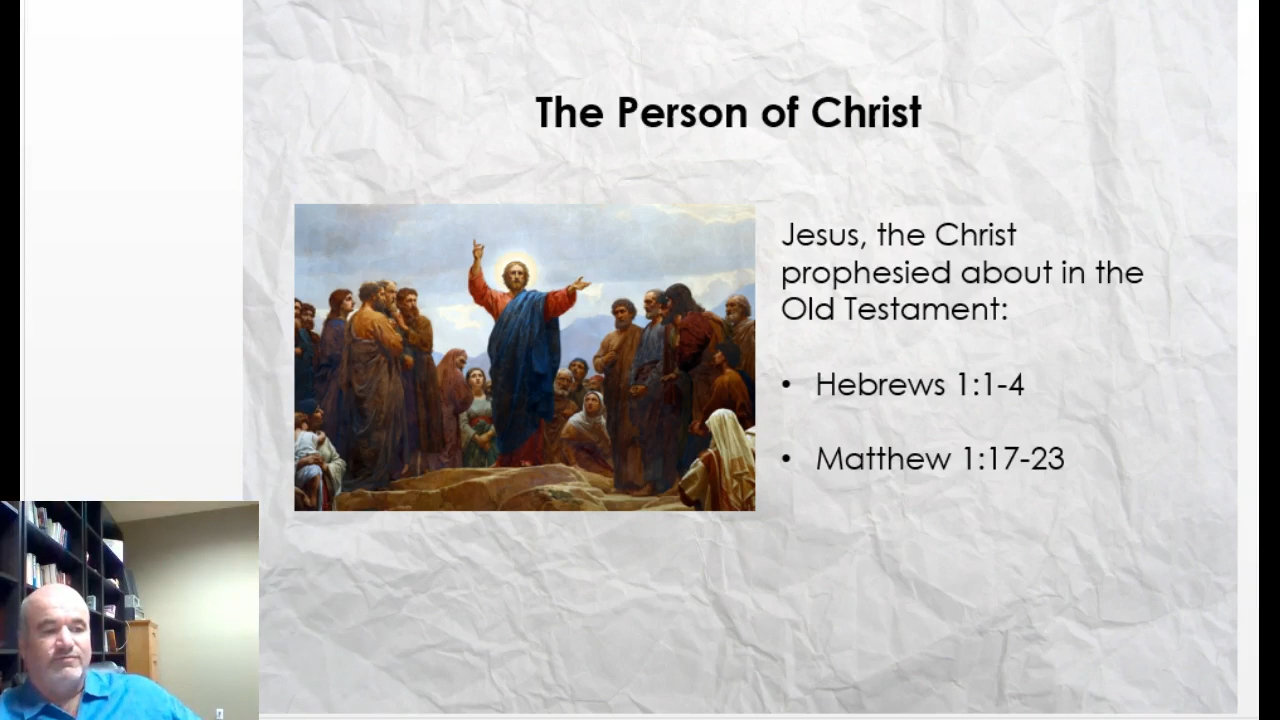 The Person of Christ
Jesus, the Christ
prophesied about in the
Old Testament:
• Hebrews 1:1-4
• Matthew 1:17-23